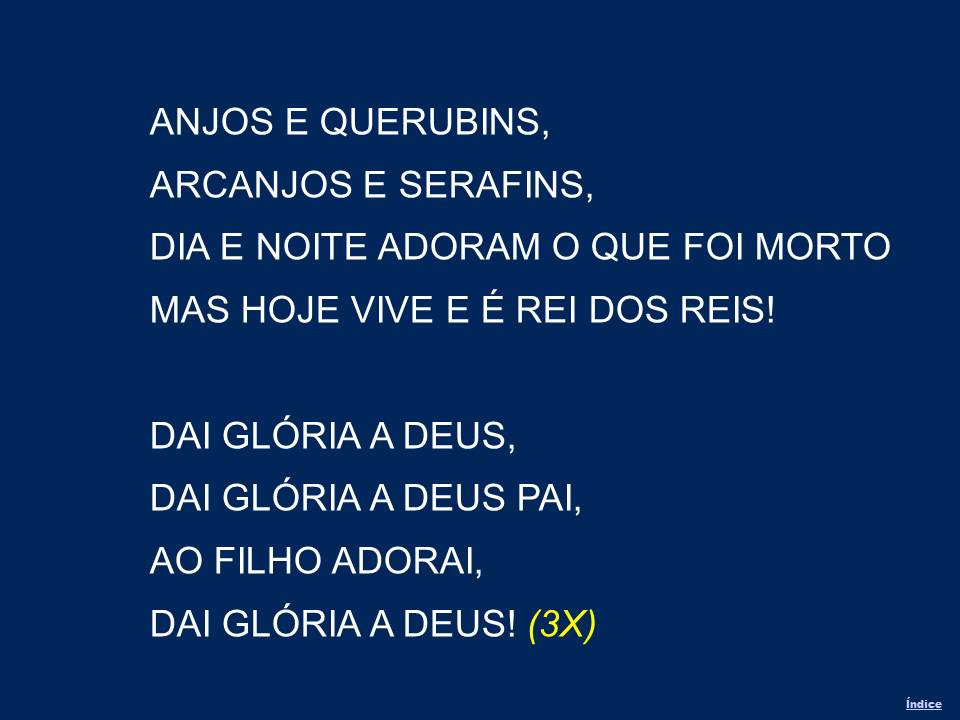 ANJOS E QUERUBINS,
ARCANJOS E SERAFINS,
DIA E NOITE ADORAM O QUE FOI MORTO
MAS HOJE VIVE E É REI DOS REIS!
DAI GLÓRIA A DEUS,
DAI GLÓRIA A DEUS PAI,
AO FILHO ADORAI,
DAI GLÓRIA A DEUS! (3X)
Índice